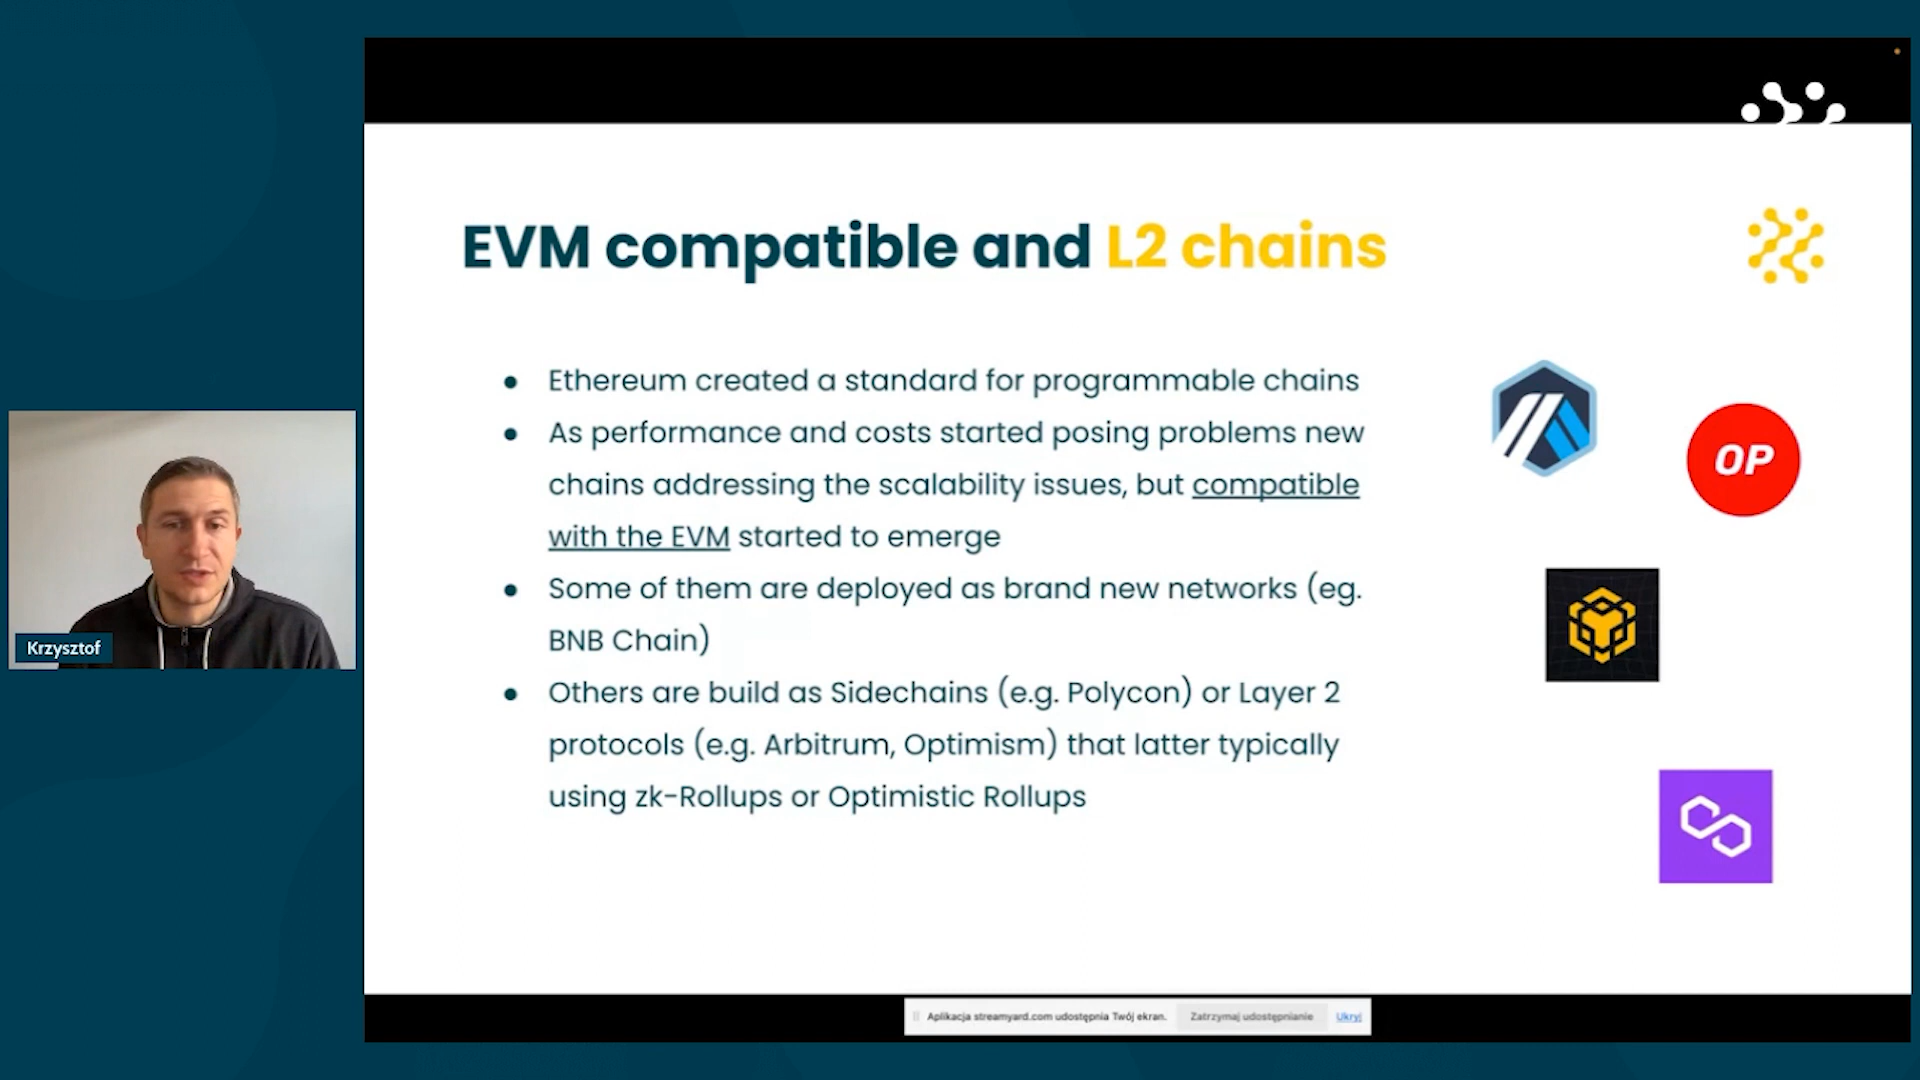 EVM compatible and L2 chains
● Ethereum created a standard for programmable chains
● As performance and costs started posing problems new
chains addressing the scalability issues, but compatible
with the EVM started to emerge
● Some of them are deployed as brand new networks (eg.
BNB Chain)
● Others are build as Sidechains (e.g. Polycon) or Layer 2
protocols (e.g. Arbitrum, Optimism) that latter typically
using zk-Rollups or Optimistic Rollups
OP
Krzysztof
Aplikacja streamyard.com udostępnia Twój ekran. Zatrzymaj udostępnianie Ukryj